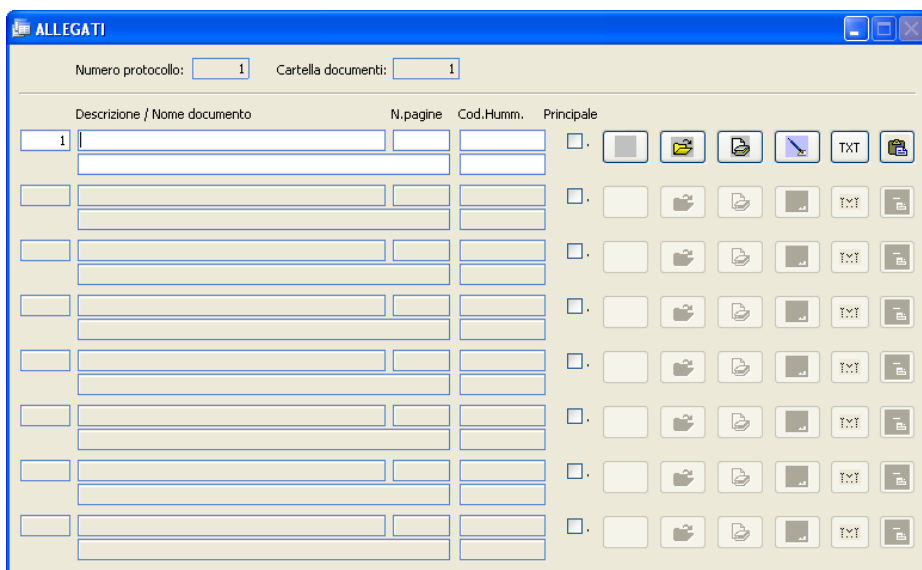 ALLEGATI
Numero protocollo: 1 Cartella documenti: 1
Descrizione / Nome documento N.pagine Cod.Humm. Principale
1 . TXT
.
.
.
.
.
.
.